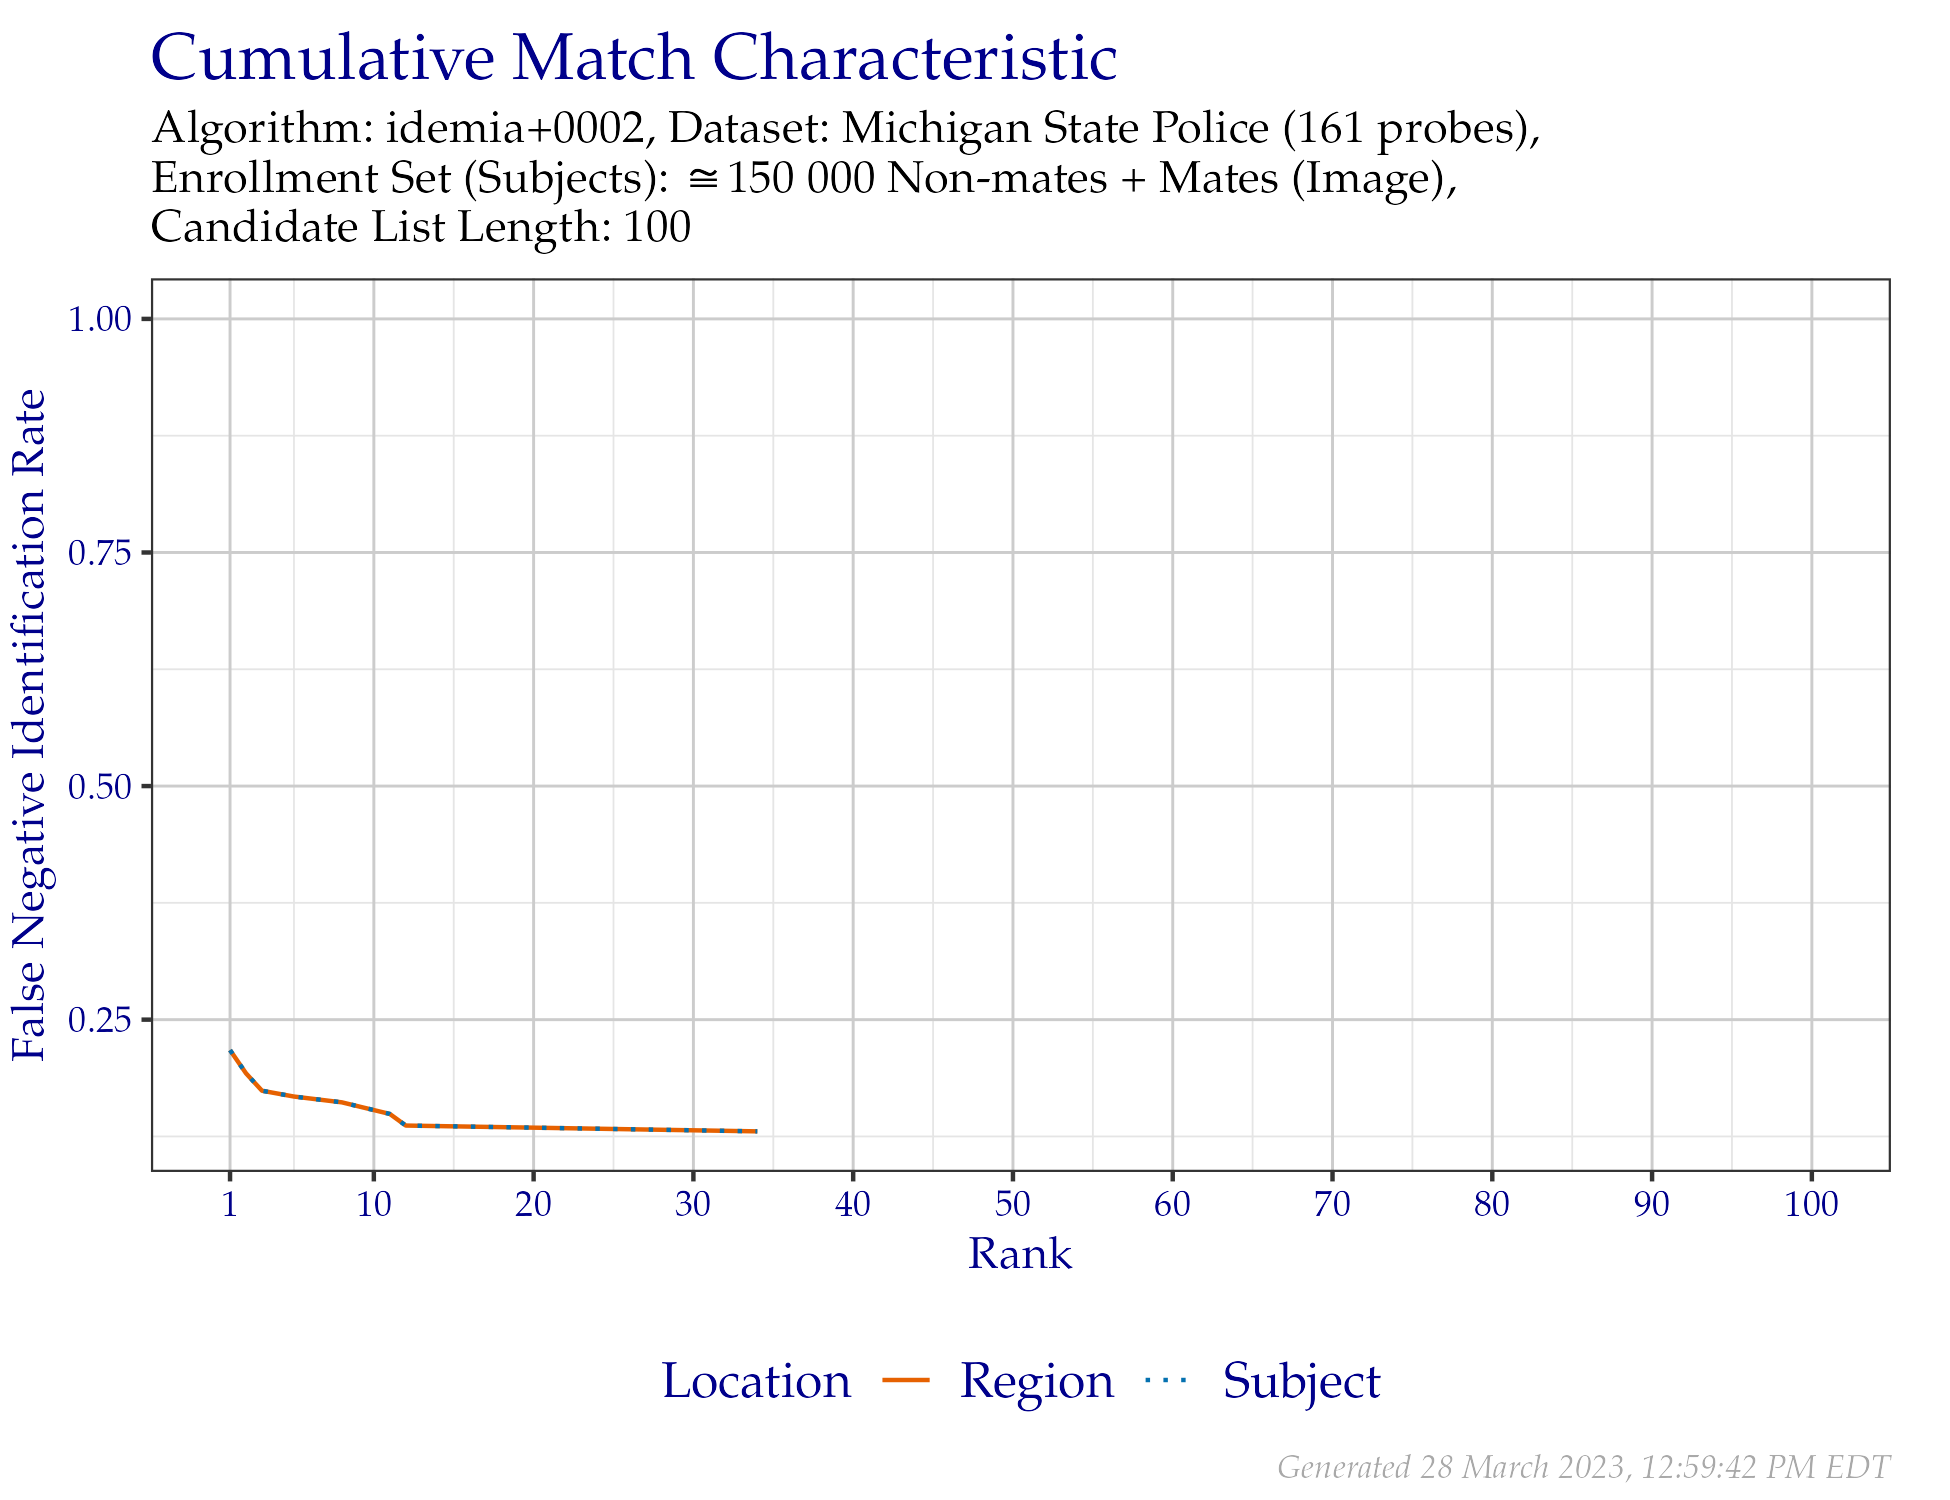 Cumulative Match Characteristic
Algorithm: idemia+0002, Dataset: Michigan State Police (161 probes),
Enrollment Set (Subjects): ≅ 150 000 Non-mates + Mates (Image),
Candidate List Length: 100
False Negative Identification Rate
1.00
0.75
0.50
0.25
1 10 20 30 40 50 60 70 80 90 100
Rank
Location Region Subject
Generated 28 March 2023, 12:59:42 PM EDT